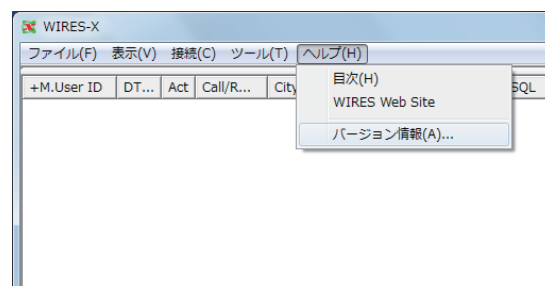 WIRES-X
ファイル(F) 表示(V) 接続(C) ツール(T) ヘルプ(H)
+M.User ID DT... Act Call/R... City SQL
目次(H)
WIRES Web Site
バージョン情報(A)...